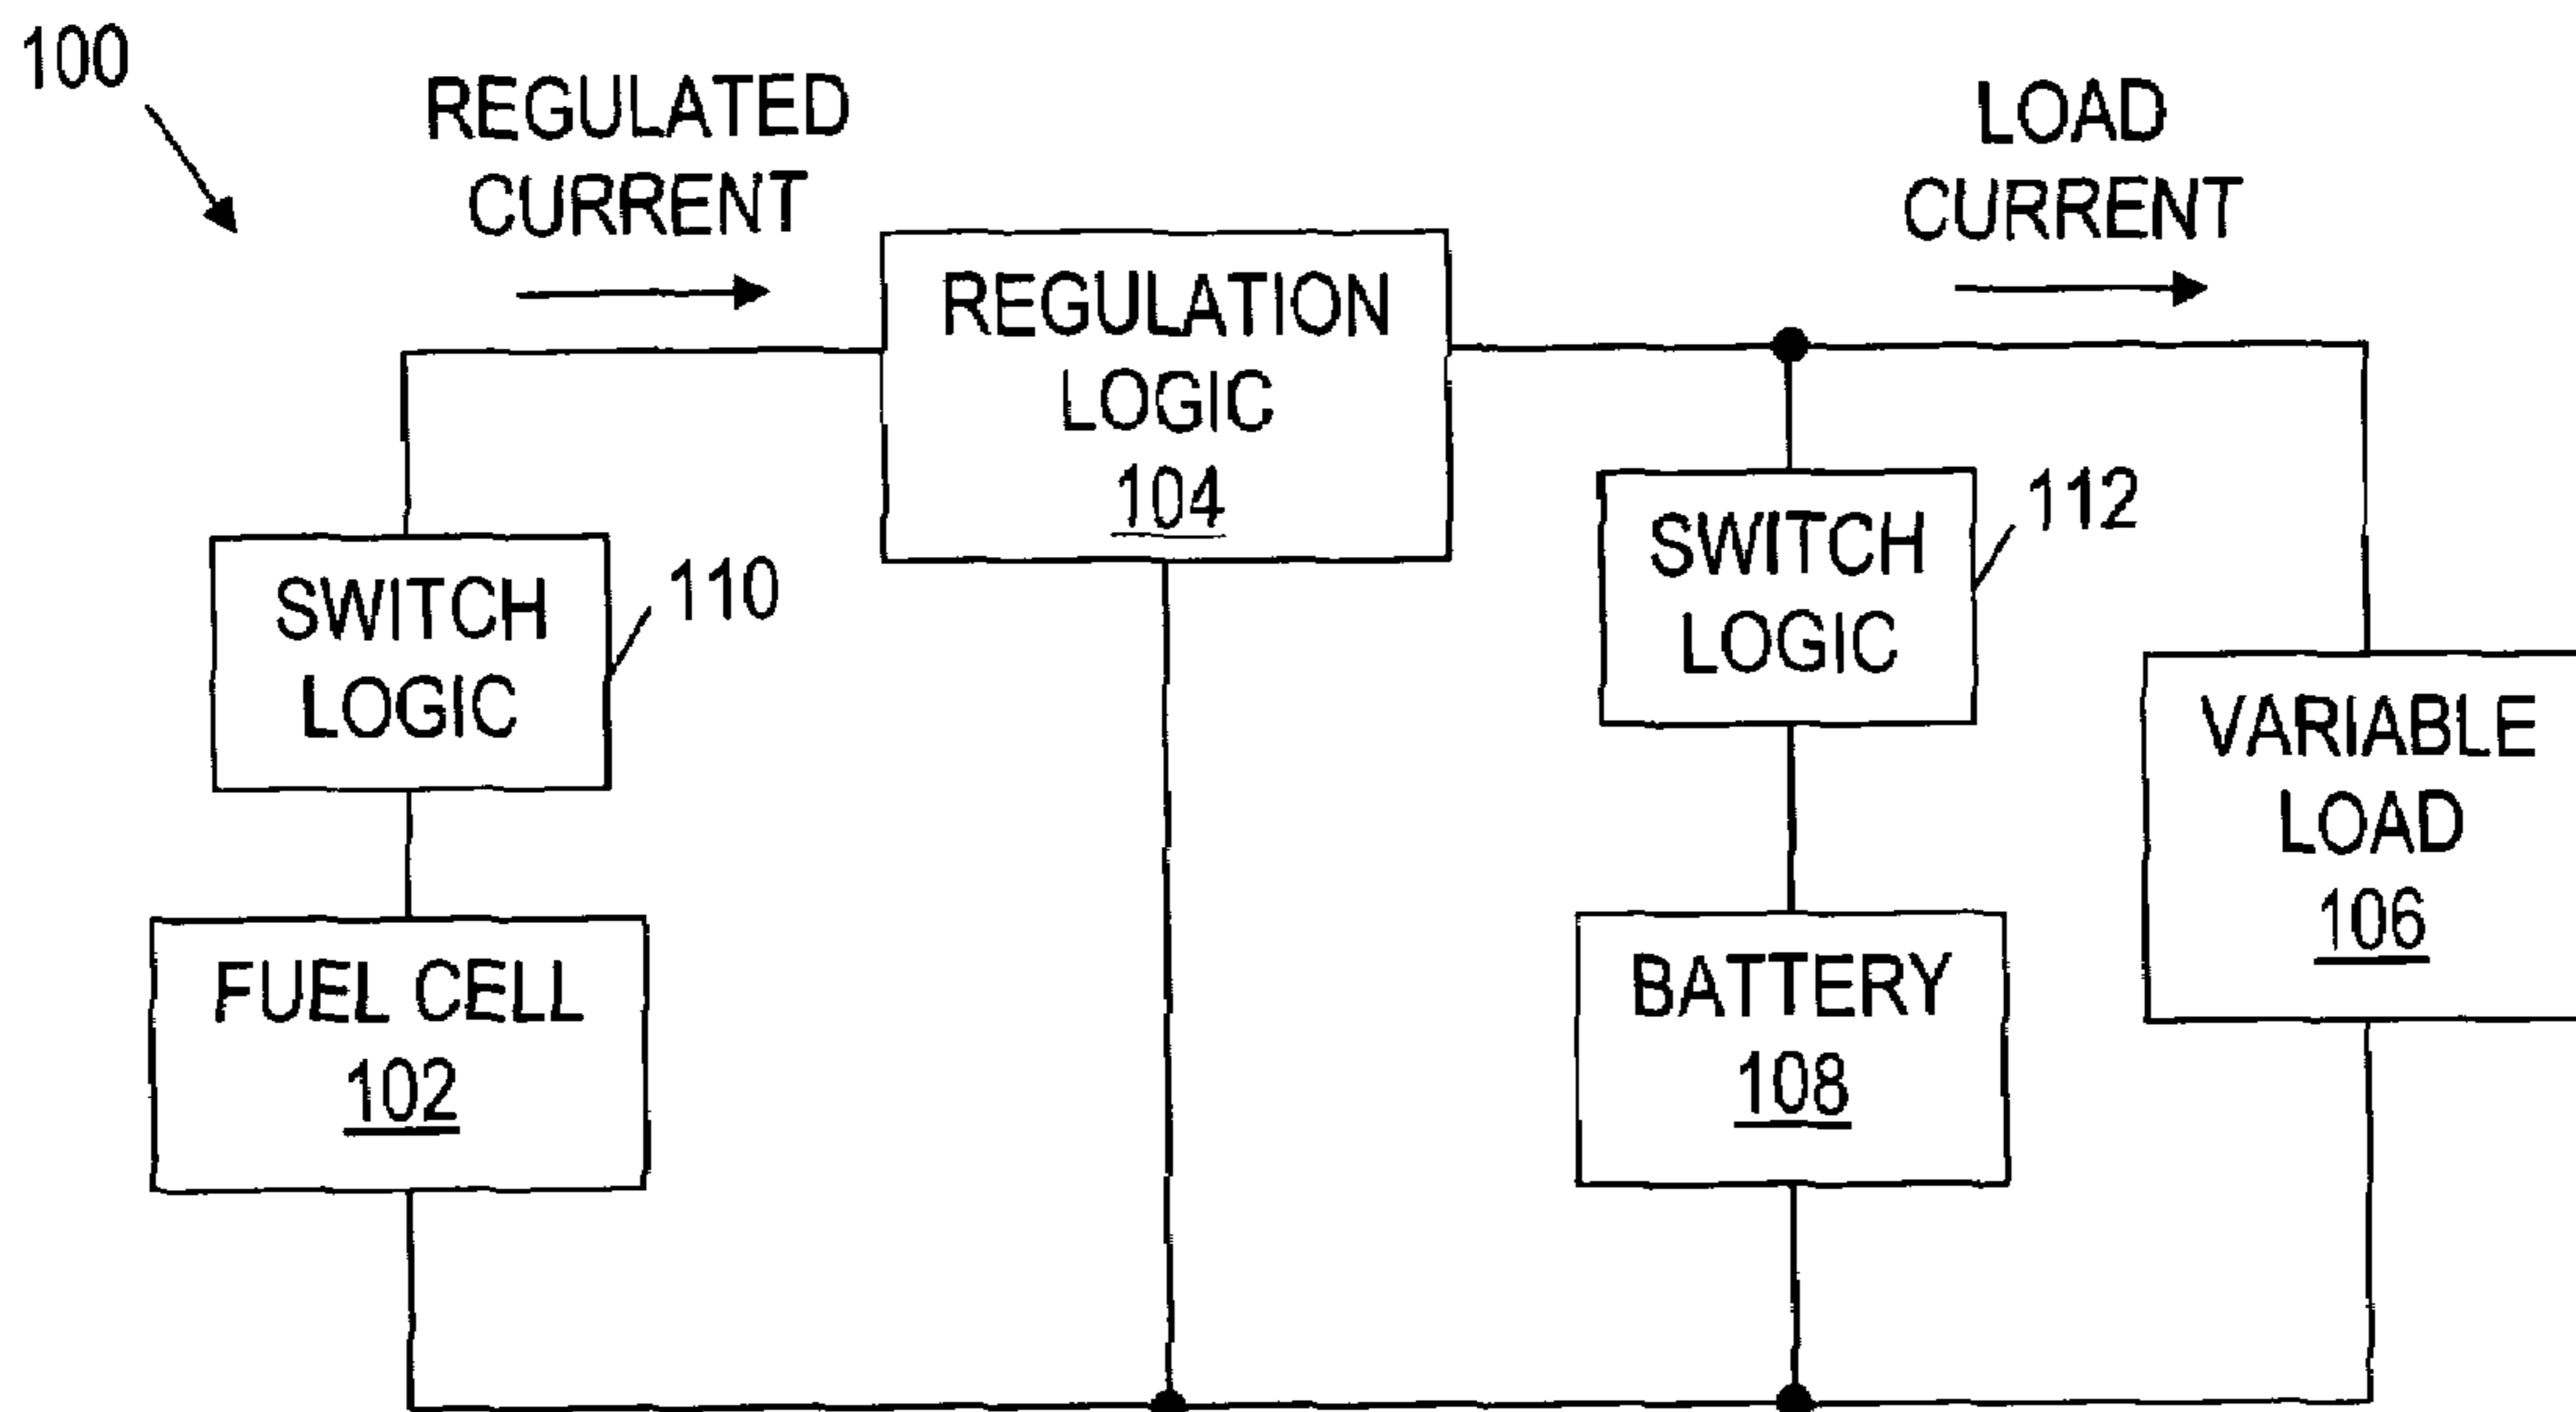 100
REGULATED
CURRENT
LOAD
CURRENT
REGULATION
LOGIC
104
SWITCH
LOGIC
110
SWITCH
LOGIC
112
FUEL CELL
102
BATTERY
108
VARIABLE
LOAD
106